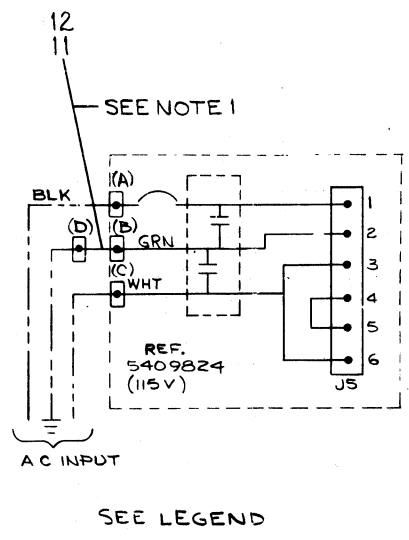 12
11
SEE NOTE 1
BLK
(A)
(D)
(B)
GRN
(C)
WHT
1
2
3
4
5
6
REF.
5409824
(115V)
J5
AC INPUT
SEE LEGEND